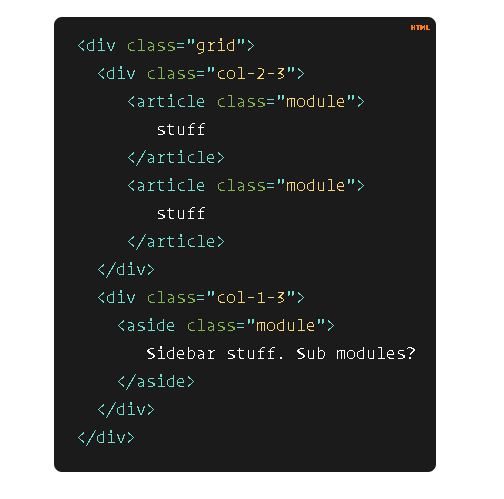 HTML
<div class="grid">
<div class="col-2-3">
<article class="module">
stuff
</article>
<article class="module">
stuff
</article>
</div>
<div class="col-1-3">
<aside class="module">
Sidebar stuff. Sub modules?
</aside>
</div>
</div>